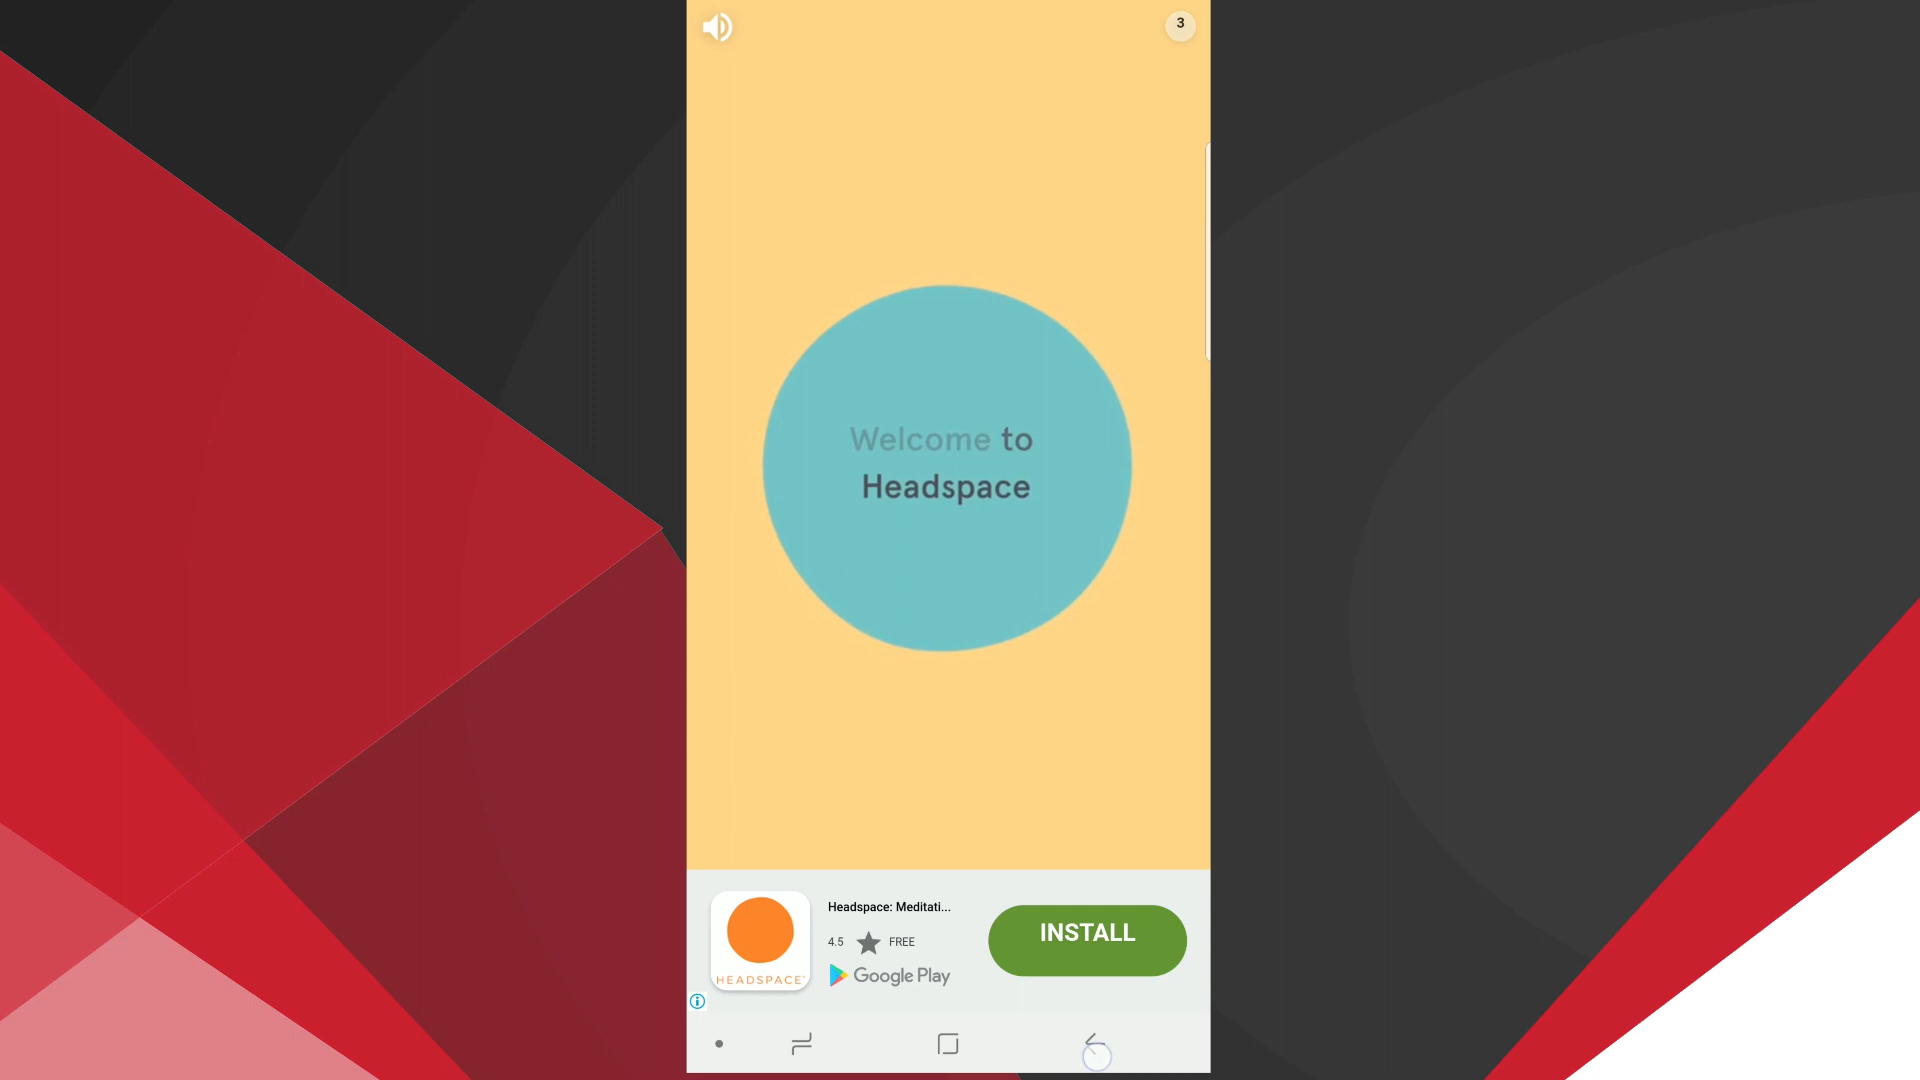 3
Welcome to
Headspace
HEADSPACE
Headspace: Meditati...
4.5 FREE
Google Play
INSTALL